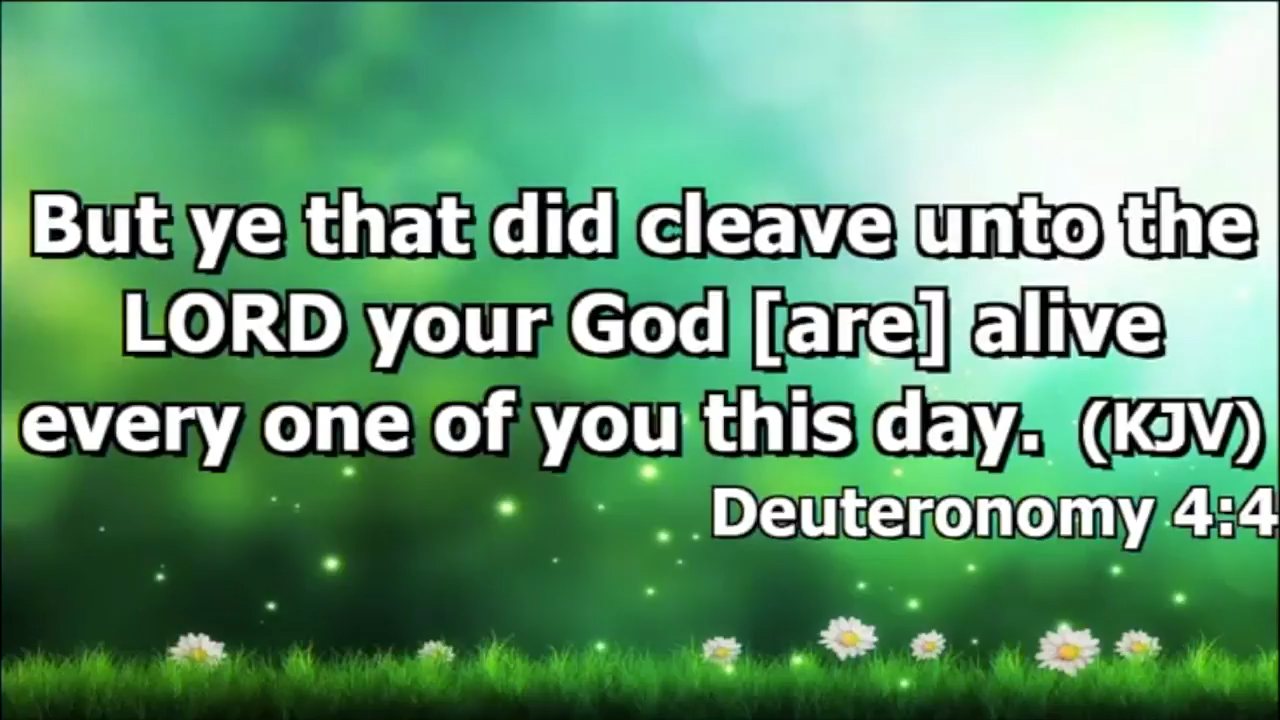 But ye that did cleave unto the
LORD your God [are] alive
every one of you this day. (KJV)
Deuteronomy 4:4